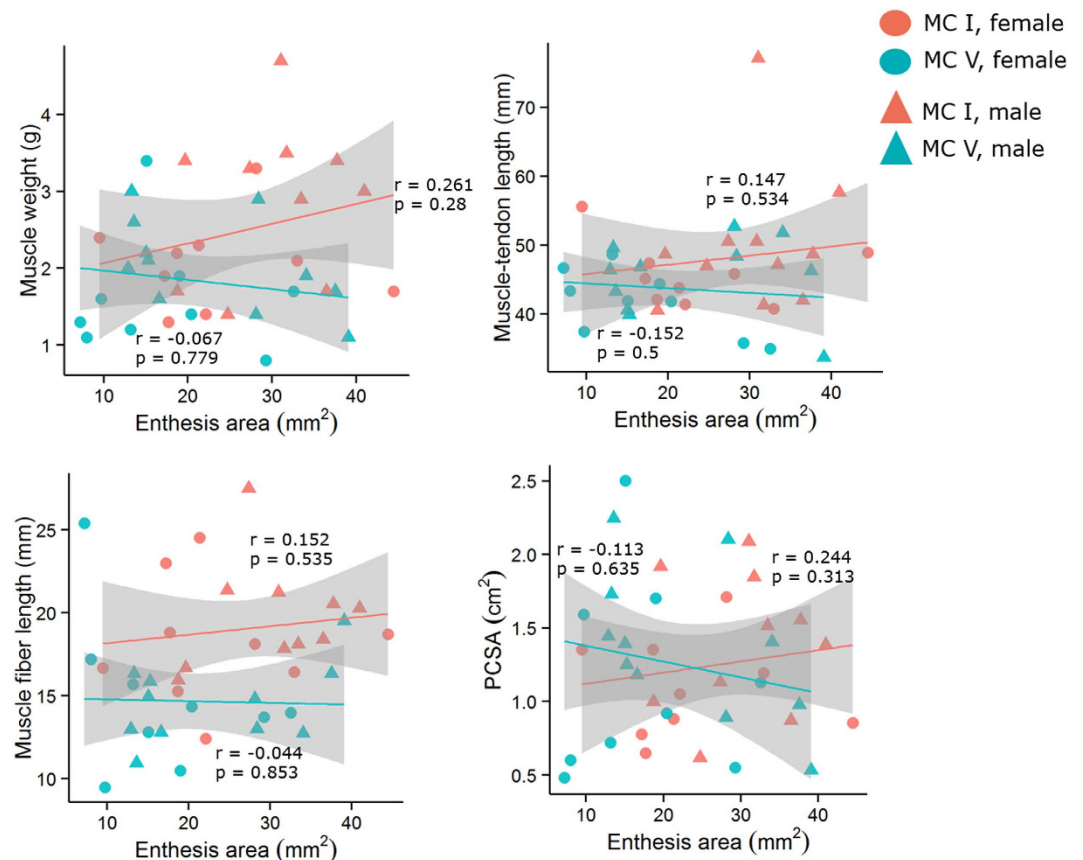 MC I, female
MC V, female
MC I, male
MC V, male
Muscle weight (g)
4
3
2
1
r = 0.261
p = 0.28
r = -0.067
p = 0.779
10 20 30 40
Enthesis area (mm²)
Muscle-tendon length (mm)
70
60
50
40
r = 0.147
p = 0.534
r = -0.152
p = 0.5
10 20 30 40
Enthesis area (mm²)
Muscle fiber length (mm)
25
20
15
10
r = 0.152
p = 0.535
r = -0.044
p = 0.853
10 20 30 40
Enthesis area (mm²)
PCSA (cm²)
2.5
2.0
1.5
1.0
0.5
r = -0.113
p = 0.635
r = 0.244
p = 0.313
10 20 30 40
Enthesis area (mm²)